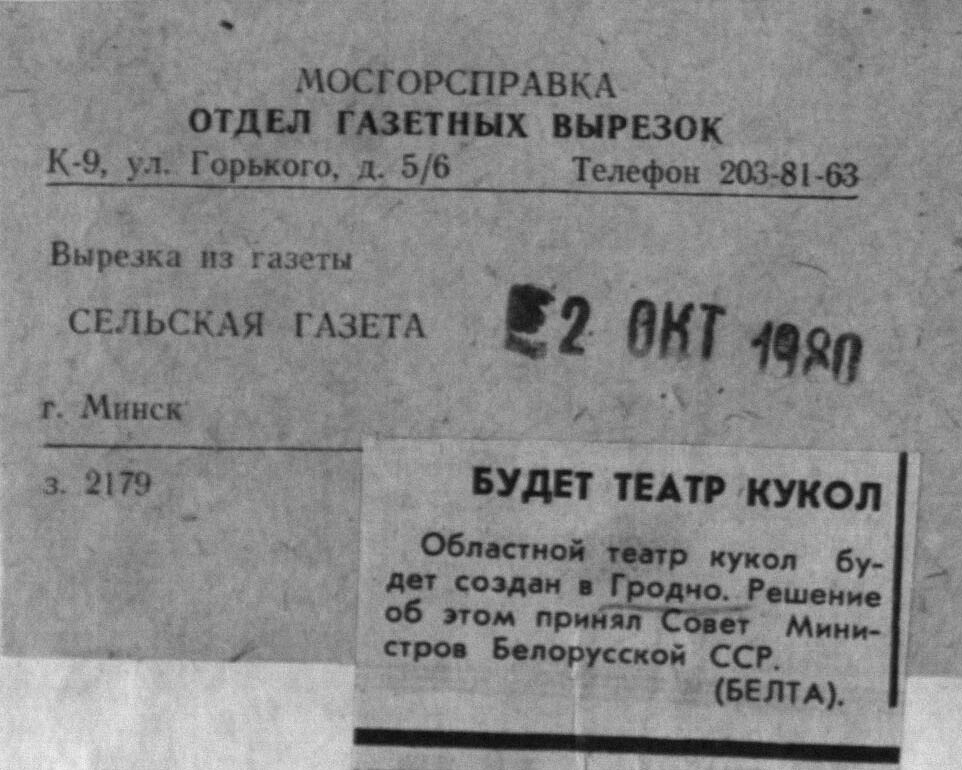 МОСГОРСПРАВКА
ОТДЕЛ ГАЗЕТНЫХ ВЫРЕЗОК
К-9, ул. Горького, д. 5/6 Телефон 203-81-63
Вырезка из газеты
СЕЛЬСКАЯ ГАЗЕТА
2 ОКТ 1980
г. Минск
з. 2179
БУДЕТ ТЕАТР КУКОЛ
Областной театр кукол бу-
дет создан в Гродно. Решение
об этом принял Совет Мини-
стров Белорусской ССР.
(БЕЛТА).